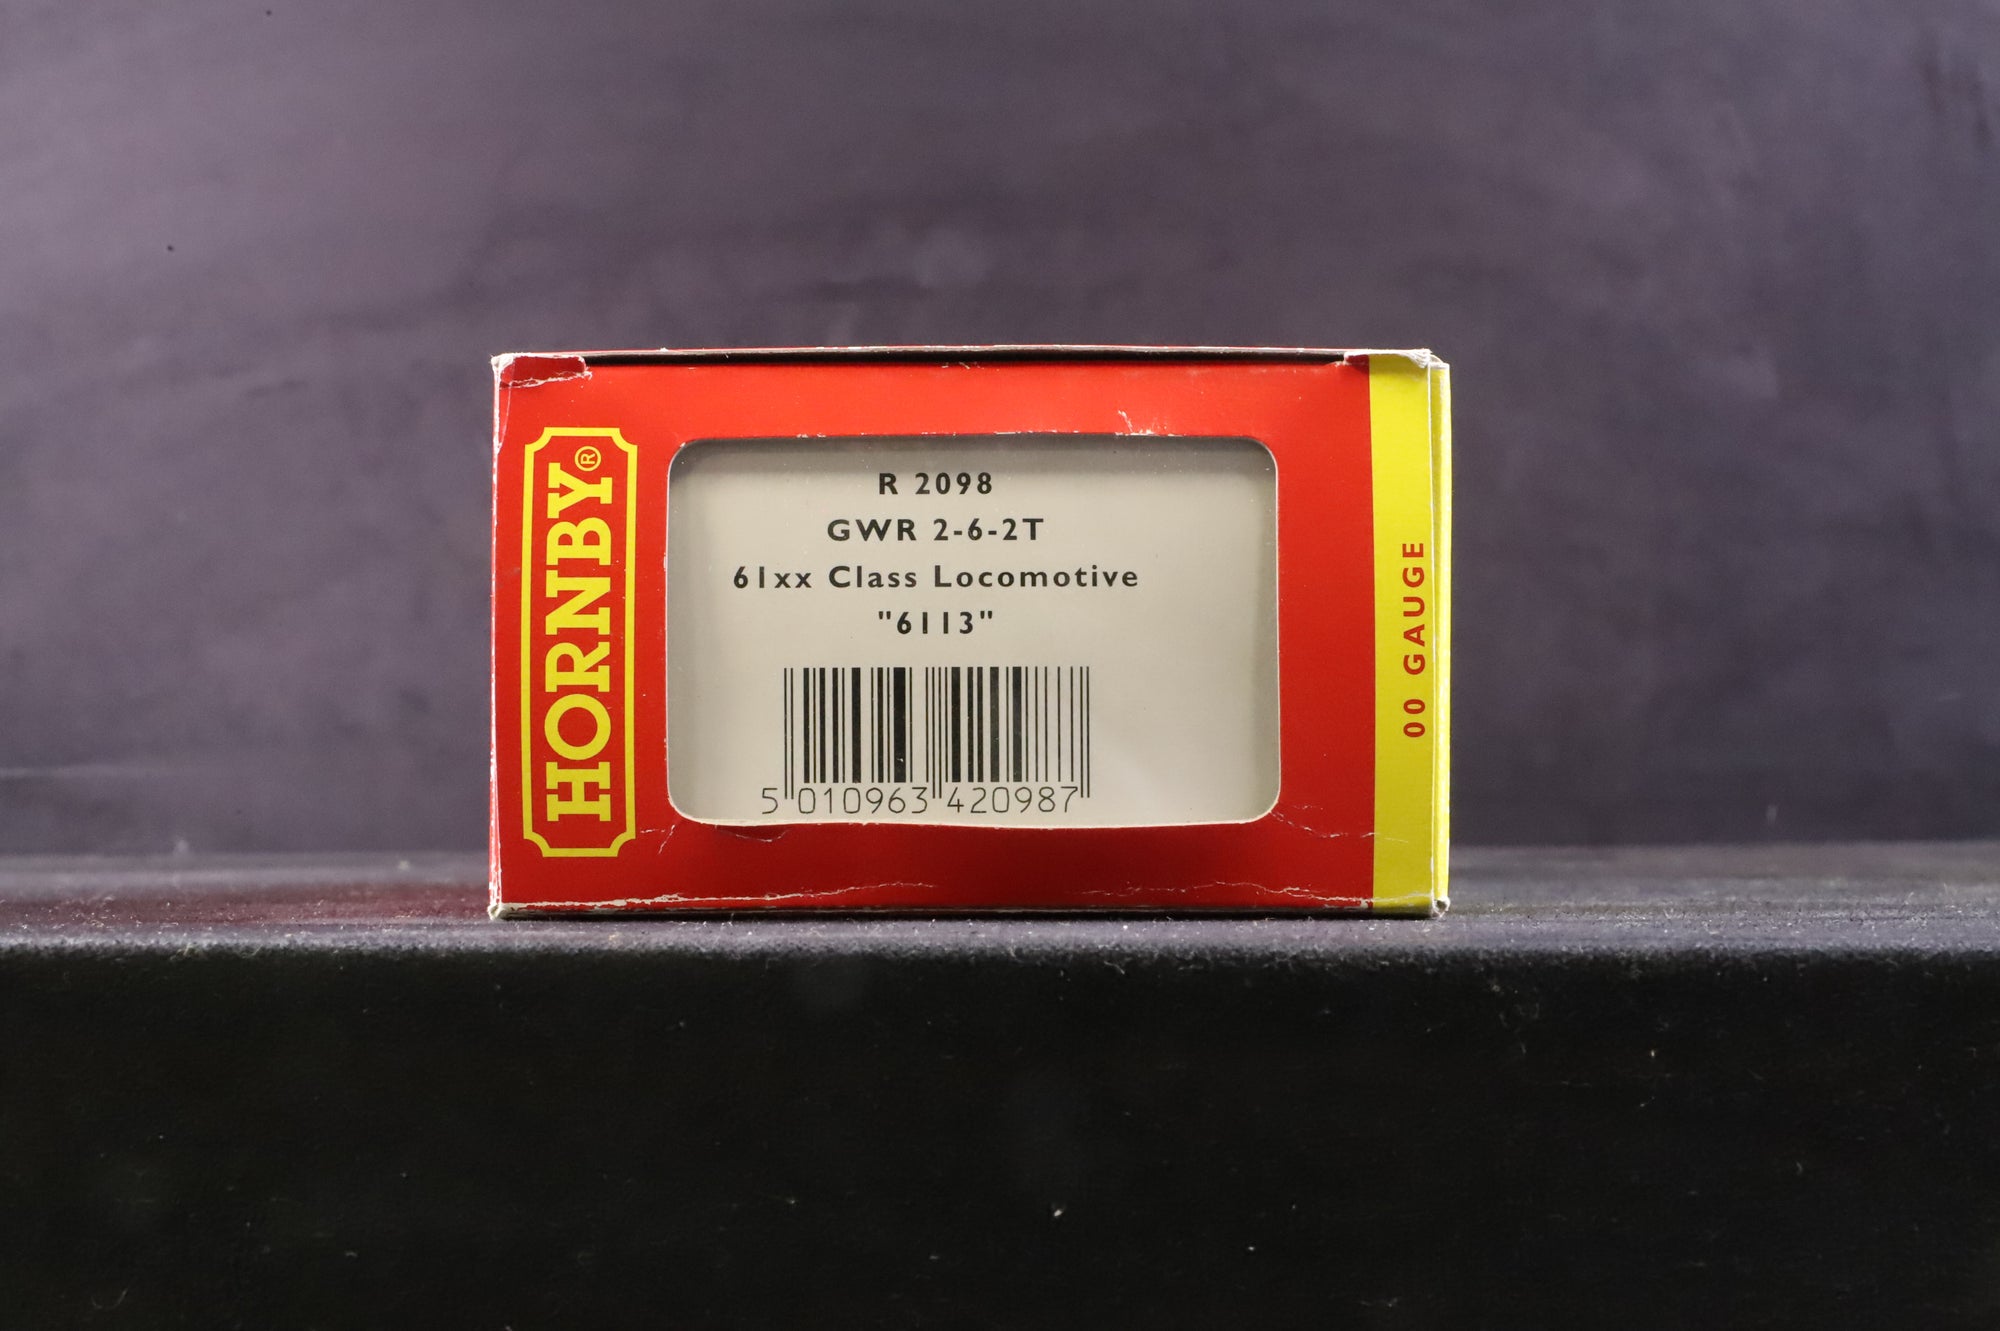 HORNBY®
R 2098
GWR 2-6-2T
61xx Class Locomotive
"6113"
5 010963 420987
00 GAUGE